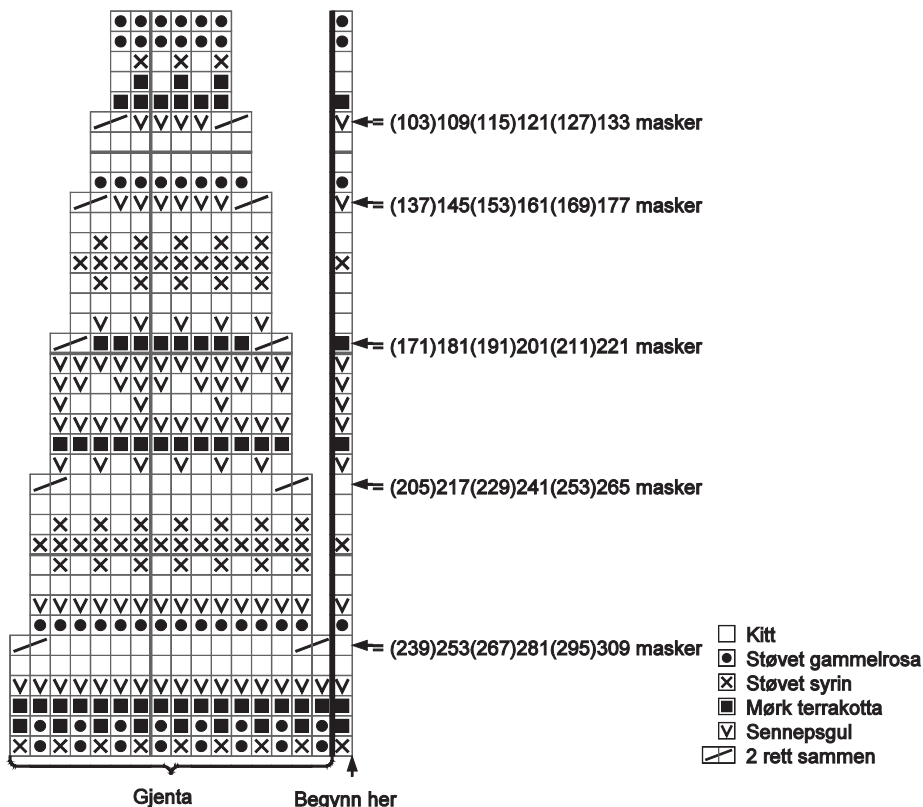 = (103)109(115)121(127)133 masker
= (137)145(153)161(169)177 masker
= (171)181(191)201(211)221 masker
= (205)217(229)241(253)265 masker
= (239)253(267)281(295)309 masker
Kitt
Støvet gammelrosa
Støvet syrin
Mørk terrakotta
Sennepsgul
2 rett sammen
Gjenta
Begynn her